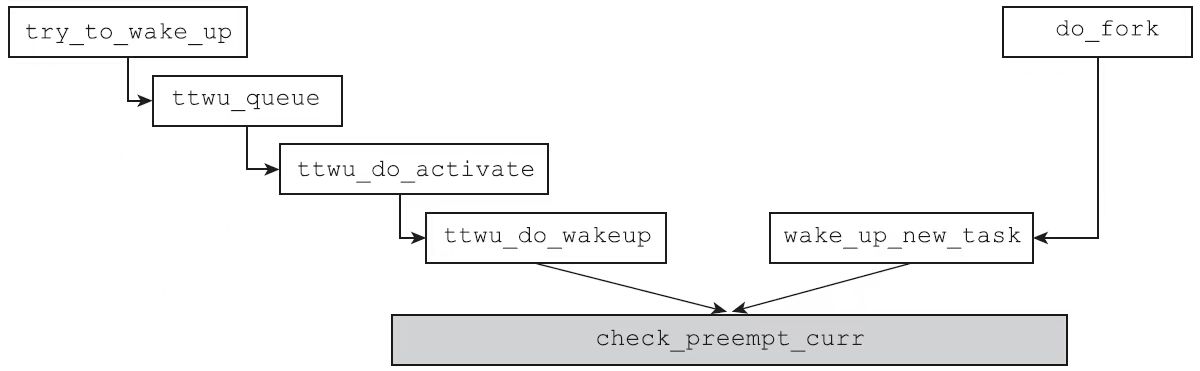 try_to_wake_up
do_fork
ttwu_queue
ttwu_do_activate
ttwu_do_wakeup
wake_up_new_task
check_preempt_curr